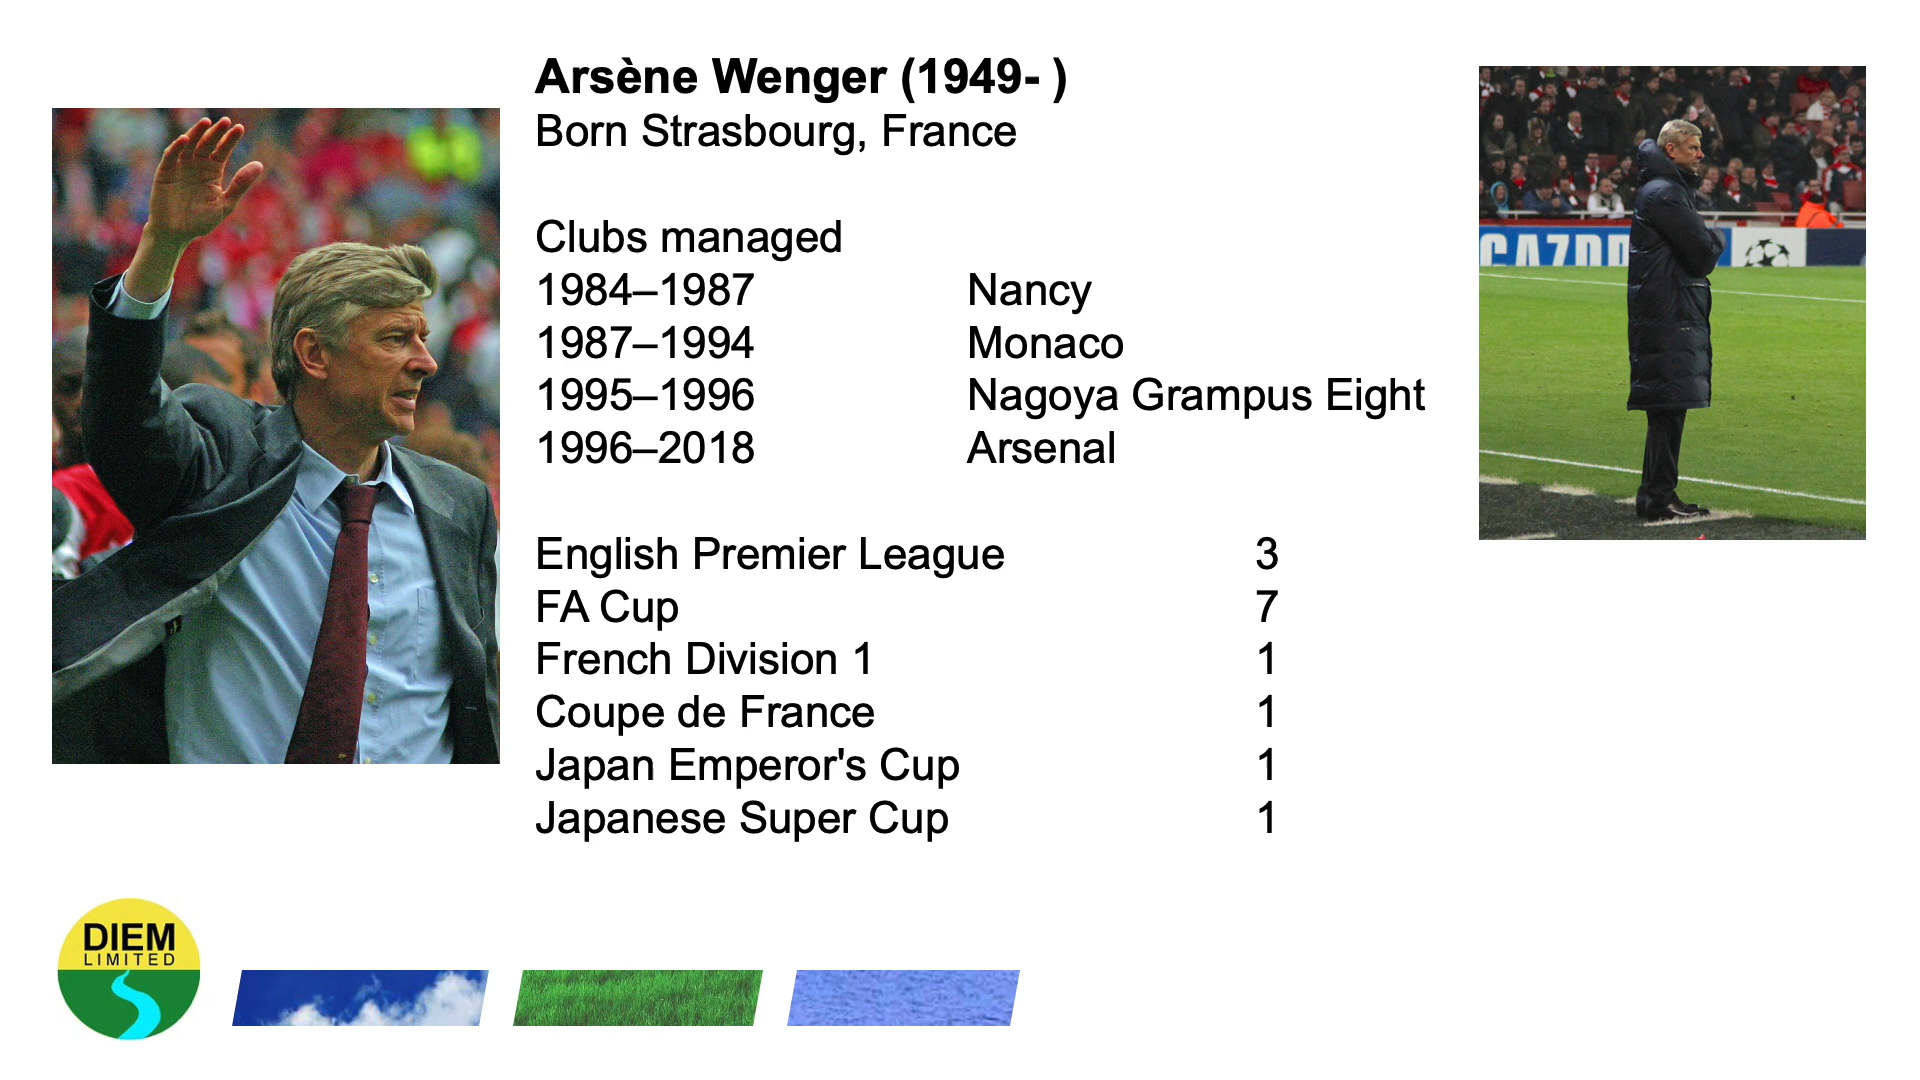 Arsène Wenger (1949- )
Born Strasbourg, France
Clubs managed
1984–1987 Nancy
1987–1994 Monaco
1995–1996 Nagoya Grampus Eight
1996–2018 Arsenal
English Premier League 3
FA Cup 7
French Division 1 1
Coupe de France 1
Japan Emperor's Cup 1
Japanese Super Cup 1
DIEM
LIMITED